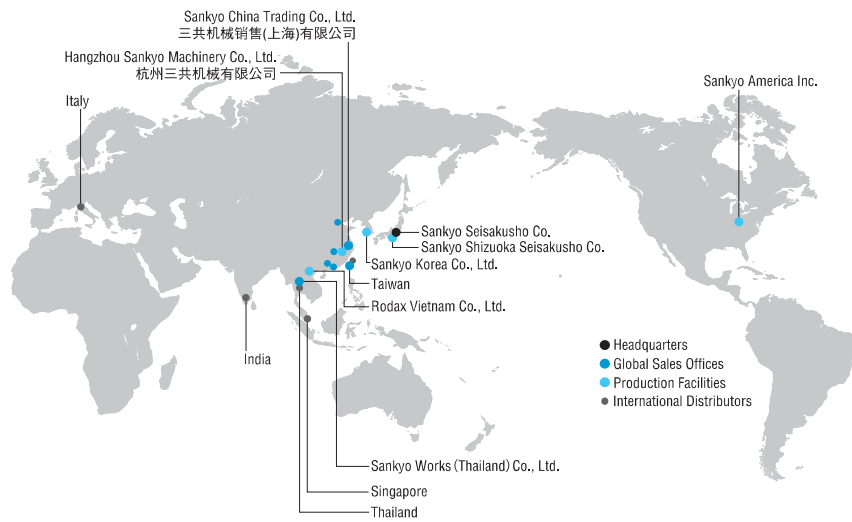 Sankyo China Trading Co., Ltd.
三共机械销售(上海)有限公司
Hangzhou Sankyo Machinery Co., Ltd.
杭州三共机械有限公司
Italy
Sankyo America Inc.
Sankyo Seisakusho Co.
Sankyo Shizuoka Seisakusho Co.
Sankyo Korea Co., Ltd.
Taiwan
Rodax Vietnam Co., Ltd.
India
Headquarters
Global Sales Offices
Production Facilities
International Distributors
Sankyo Works (Thailand) Co., Ltd.
Singapore
Thailand